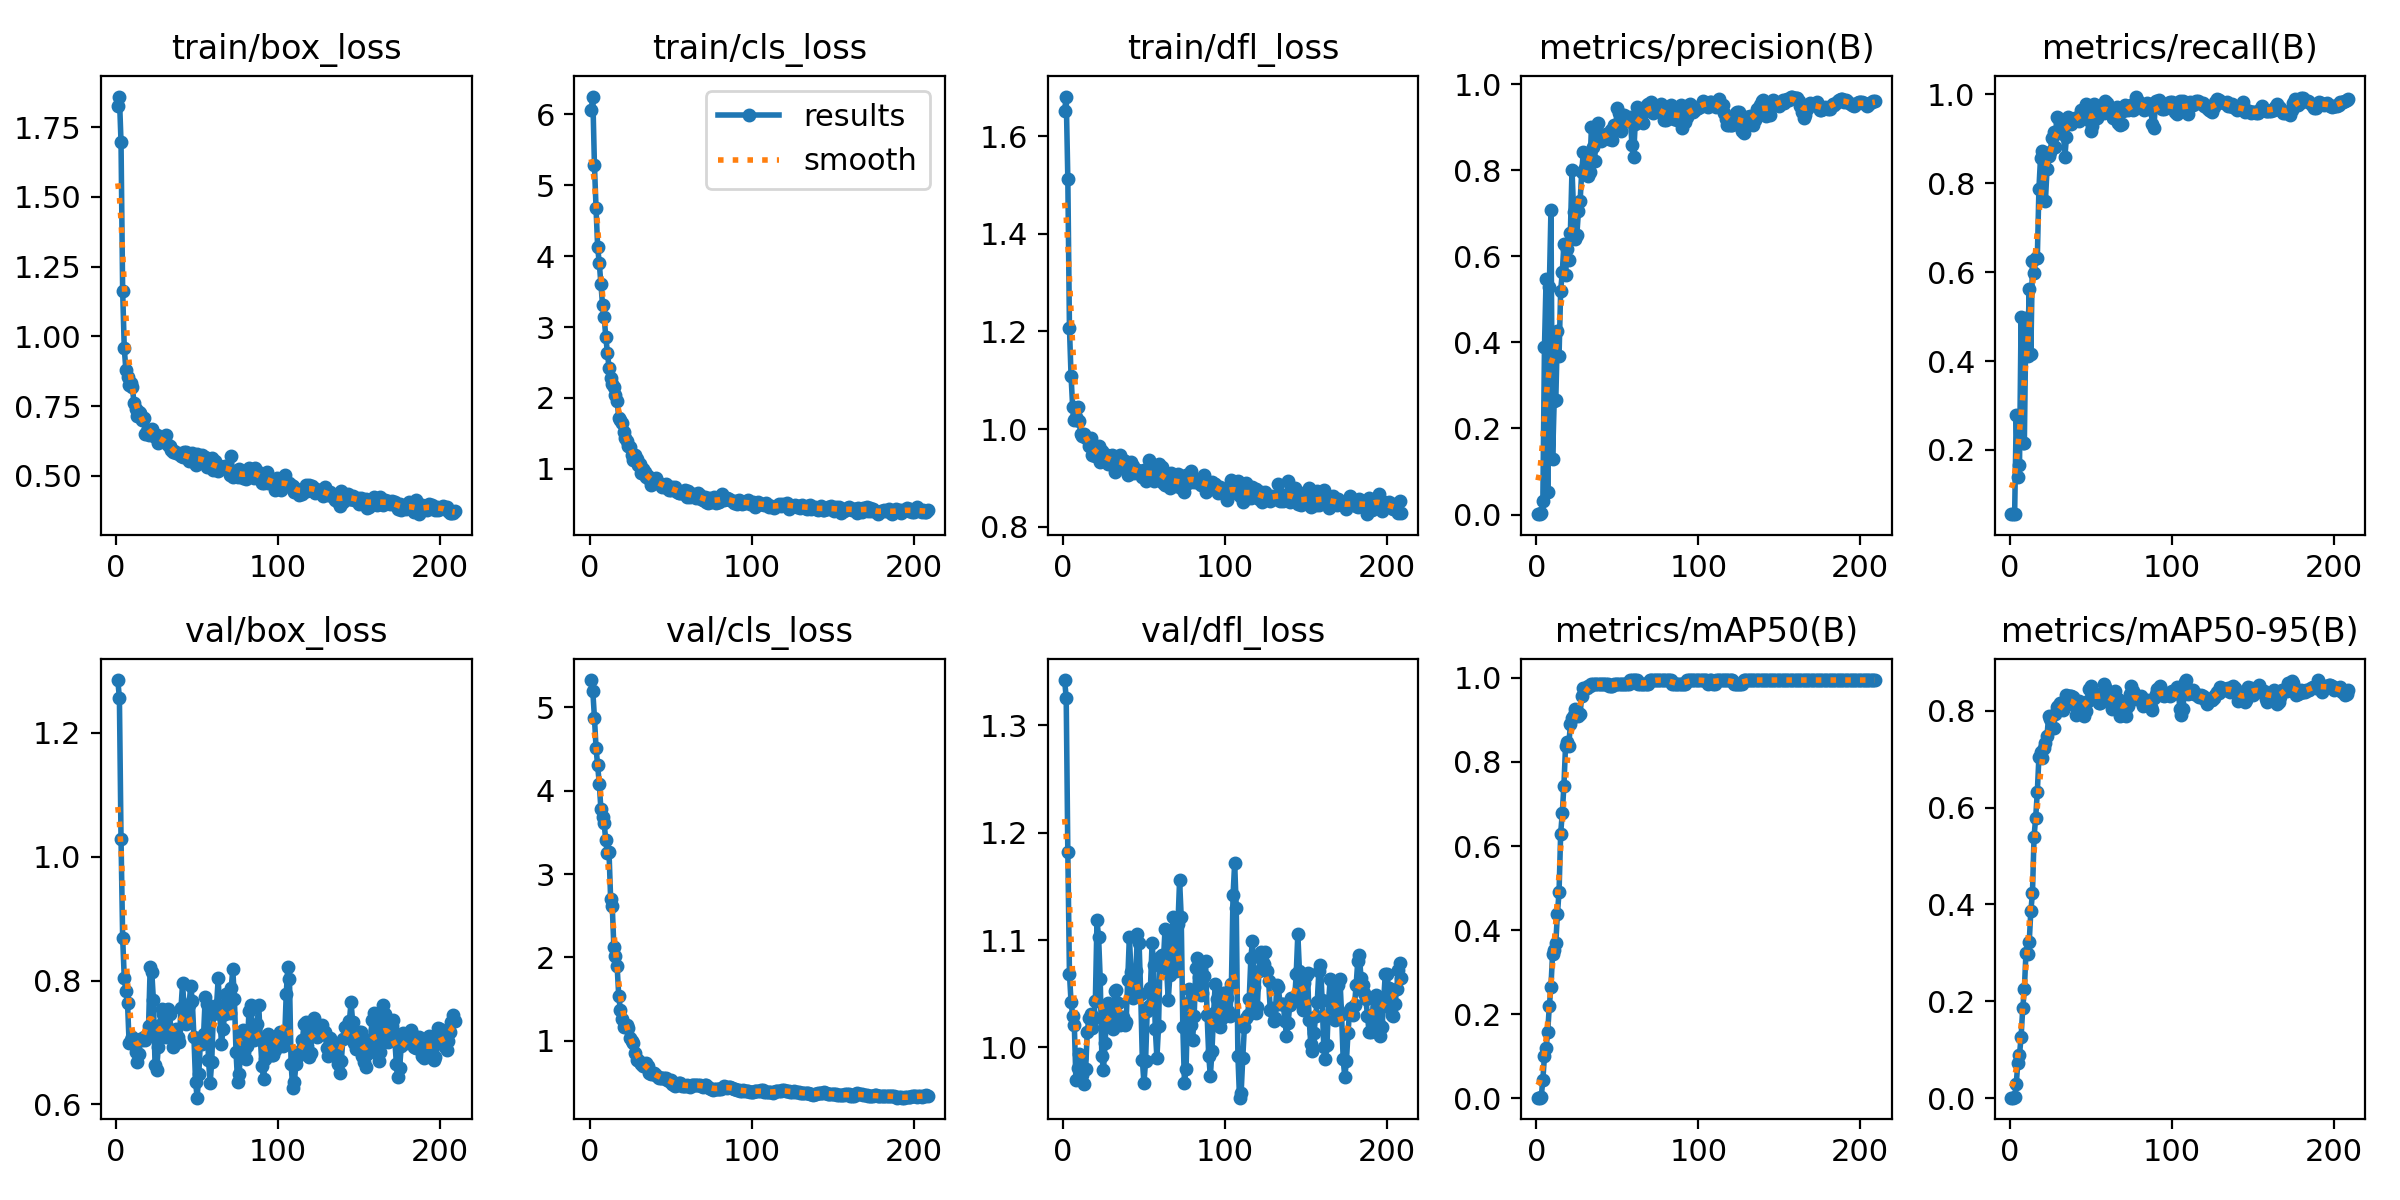 train/box_loss
1.75
1.50
1.25
1.00
0.75
0.50
0 100 200
train/cls_loss
results
smooth
6
5
4
3
2
1
0 100 200
train/dfl_loss
1.6
1.4
1.2
1.0
0.8
0 100 200
metrics/precision(B)
1.0
0.8
0.6
0.4
0.2
0.0
0 100 200
metrics/recall(B)
1.0
0.8
0.6
0.4
0.2
0 100 200
val/box_loss
1.2
1.0
0.8
0.6
0 100 200
val/cls_loss
5
4
3
2
1
0 100 200
val/dfl_loss
1.3
1.2
1.1
1.0
0 100 200
metrics/mAP50(B)
1.0
0.8
0.6
0.4
0.2
0.0
0 100 200
metrics/mAP50-95(B)
0.8
0.6
0.4
0.2
0.0
0 100 200